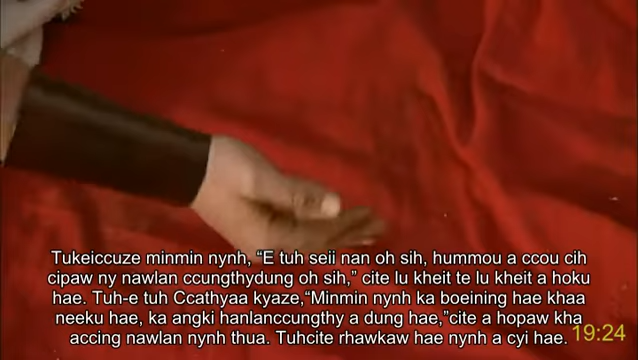 Tukeiccuze minmin nynh, “E tuh seii nan oh sih, hummou a ccou cih
cipaw ny nawlan ccungthydung oh sih,” cite lu kheit te lu kheit a hoku
hae. Tuh-e tuh Ccathyaa kyaze,“Minmin nynh ka boeining hae khaa
neeku hae, ka angki hanlanccungthy a dung hae,”cite a hopaw kha
accing nawlan nynh thua. Tuhcite rhawkaw hae nynh a cyi hae.
19:24